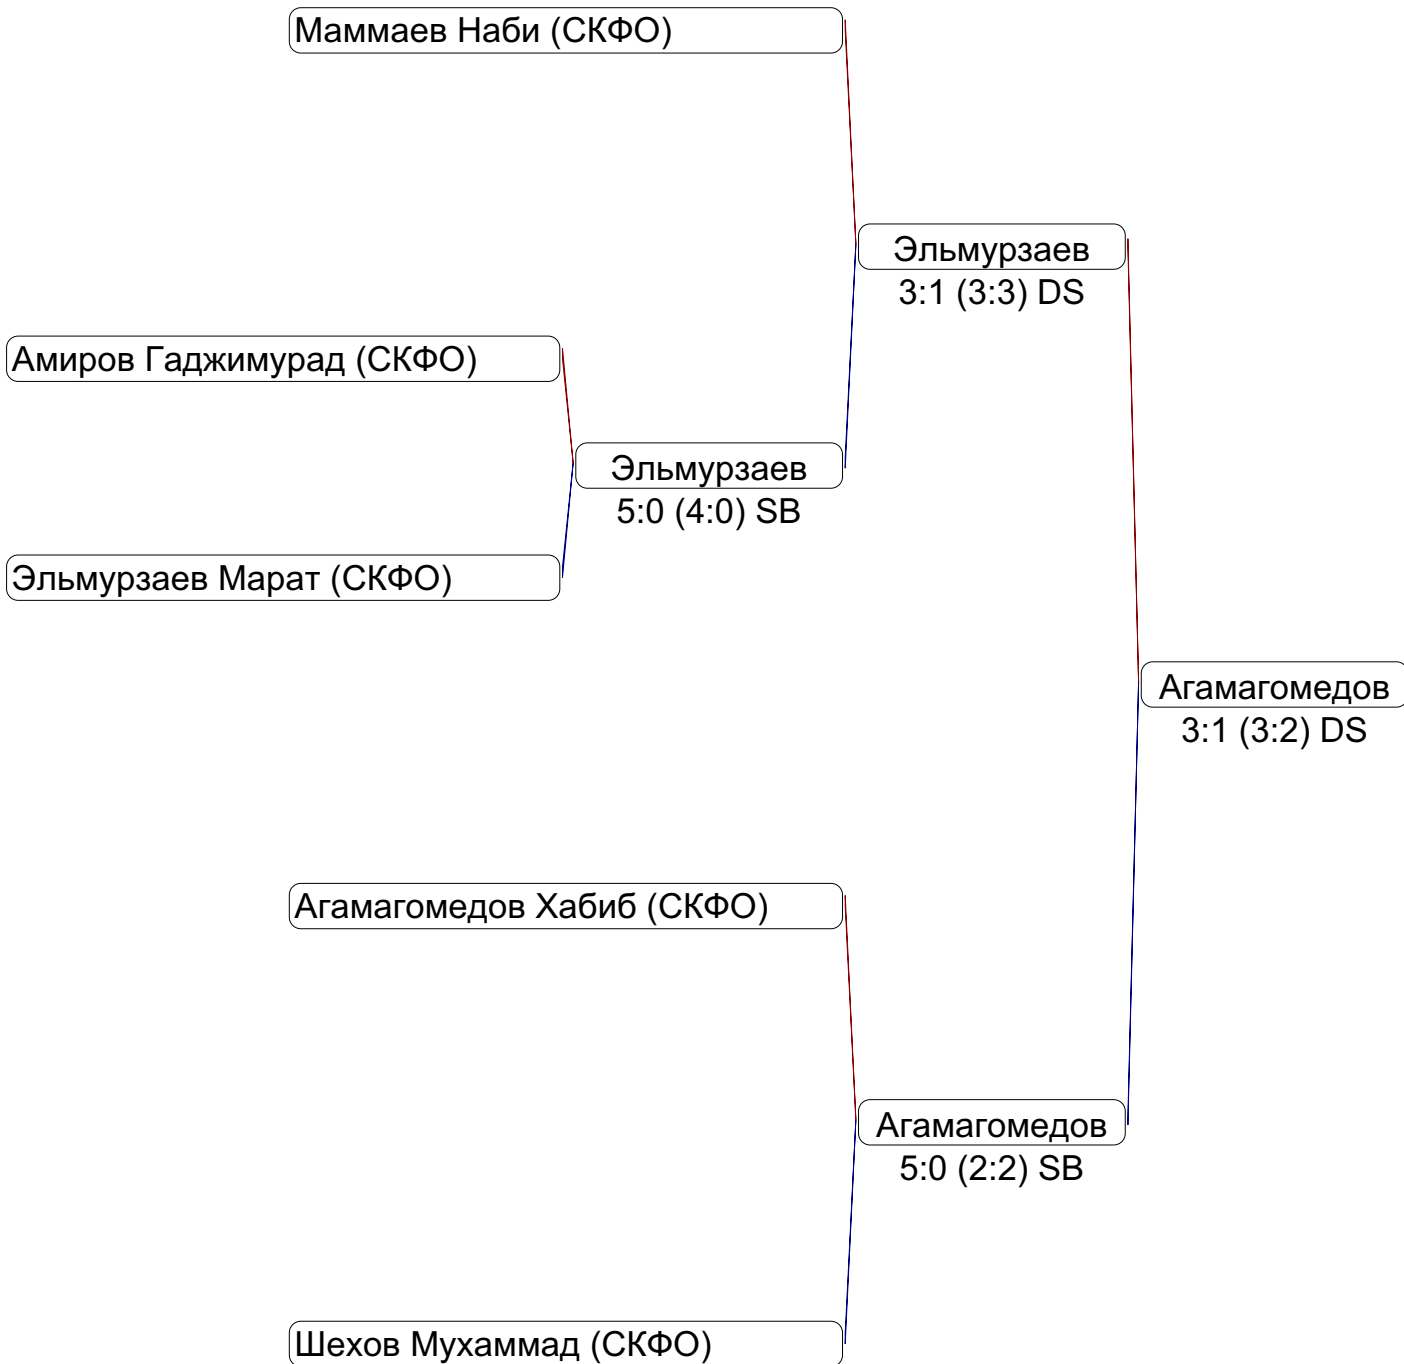 Маммаев Наби (СКФО)
Эльмурзаев
3:1 (3:3) DS
Амиров Гаджимурад (СКФО)
Эльмурзаев
5:0 (4:0) SB
Эльмурзаев Марат (СКФО)
Агамагомедов
3:1 (3:2) DS
Агамагомедов Хабиб (СКФО)
Агамагомедов
5:0 (2:2) SB
Шехов Мухаммад (СКФО)